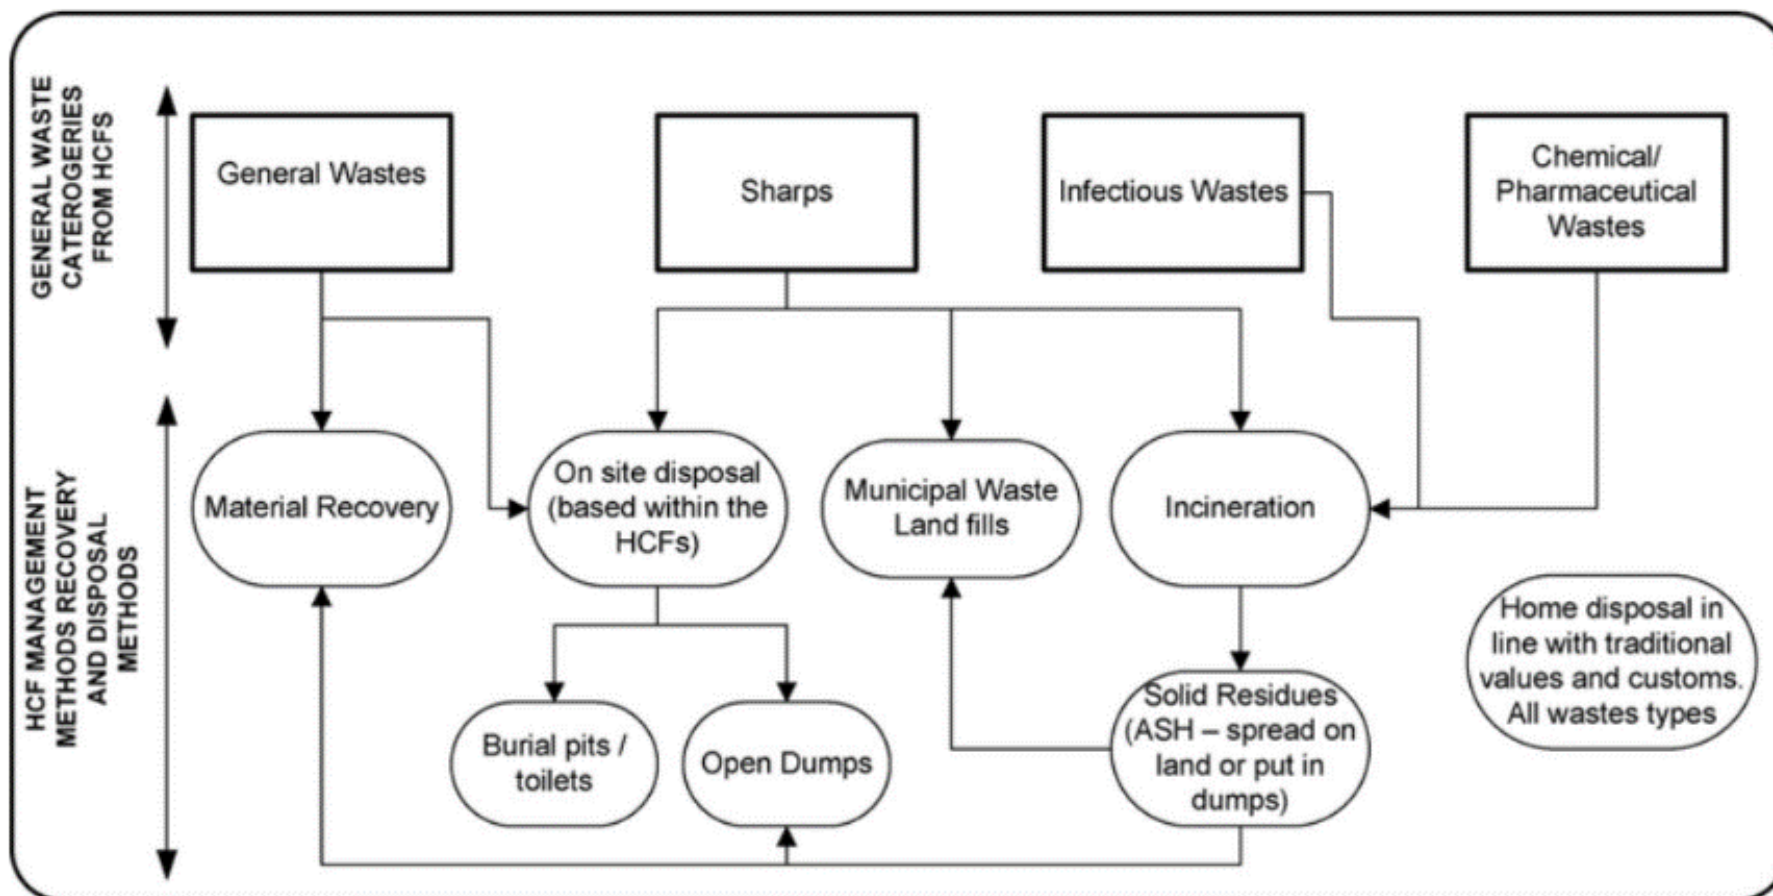 GENERAL WASTE
CATEROGERIES
FROM HCFS
General Wastes
Sharps
Infectious Wastes
Chemical/
Pharmaceutical
Wastes
HCF MANAGEMENT
METHODS RECOVERY
AND DISPOSAL
METHODS
Material Recovery
On site disposal
(based within the
HCFs)
Municipal Waste
Land fills
Incineration
Home disposal in
line with traditional
values and customs.
All wastes types
Burial pits /
toilets
Open Dumps
Solid Residues
(ASH – spread on
land or put in
dumps)